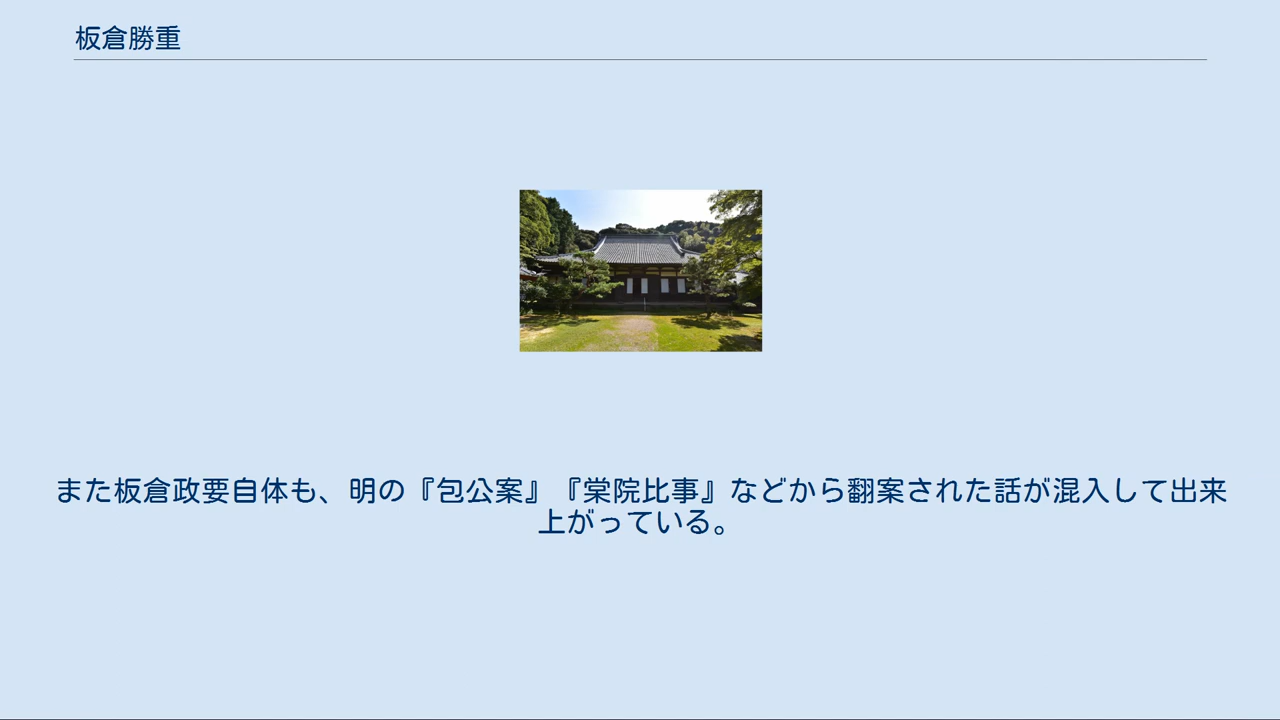 板倉勝重
また板倉政要自体も、明の『包公案』『棠院比事』などから翻案された話が混入して出来
上がっている。